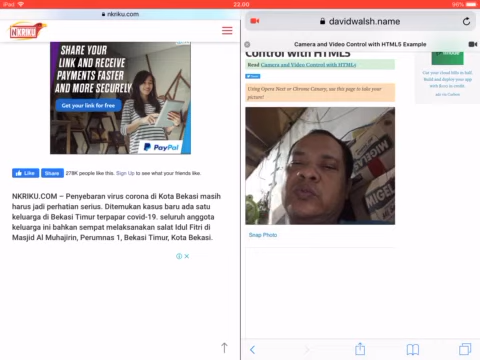 iPad
22.00
96%
nkriku.com
davidwalsh.name
NKRIKU
Camera and Video Control with HTML5 Example
Control with HTML5
Read Camera and Video Control with HTML5
Using Opera Next or Chrome Canary, use this page to take your
picture!
SHARE YOUR
LINK AND RECEIVE
PAYMENTS FASTER
AND MORE SECURELY
Get your link for free
PayPal
Like
Share
278K people like this. Sign Up to see what your friends like.
NKRIKU.COM – Penyebaran virus corona di Kota Bekasi masih
harus jadi perhatian serius. Ditemukan kasus baru ada satu
keluarga di Bekasi Timur terpapar covid-19. seluruh anggota
keluarga ini bahkan sempat melaksanakan salat Idul Fitri di
Masjid Al Muhajirin, Perumnas 1, Bekasi Timur, Kota Bekasi.
MIGEL
Snap Photo